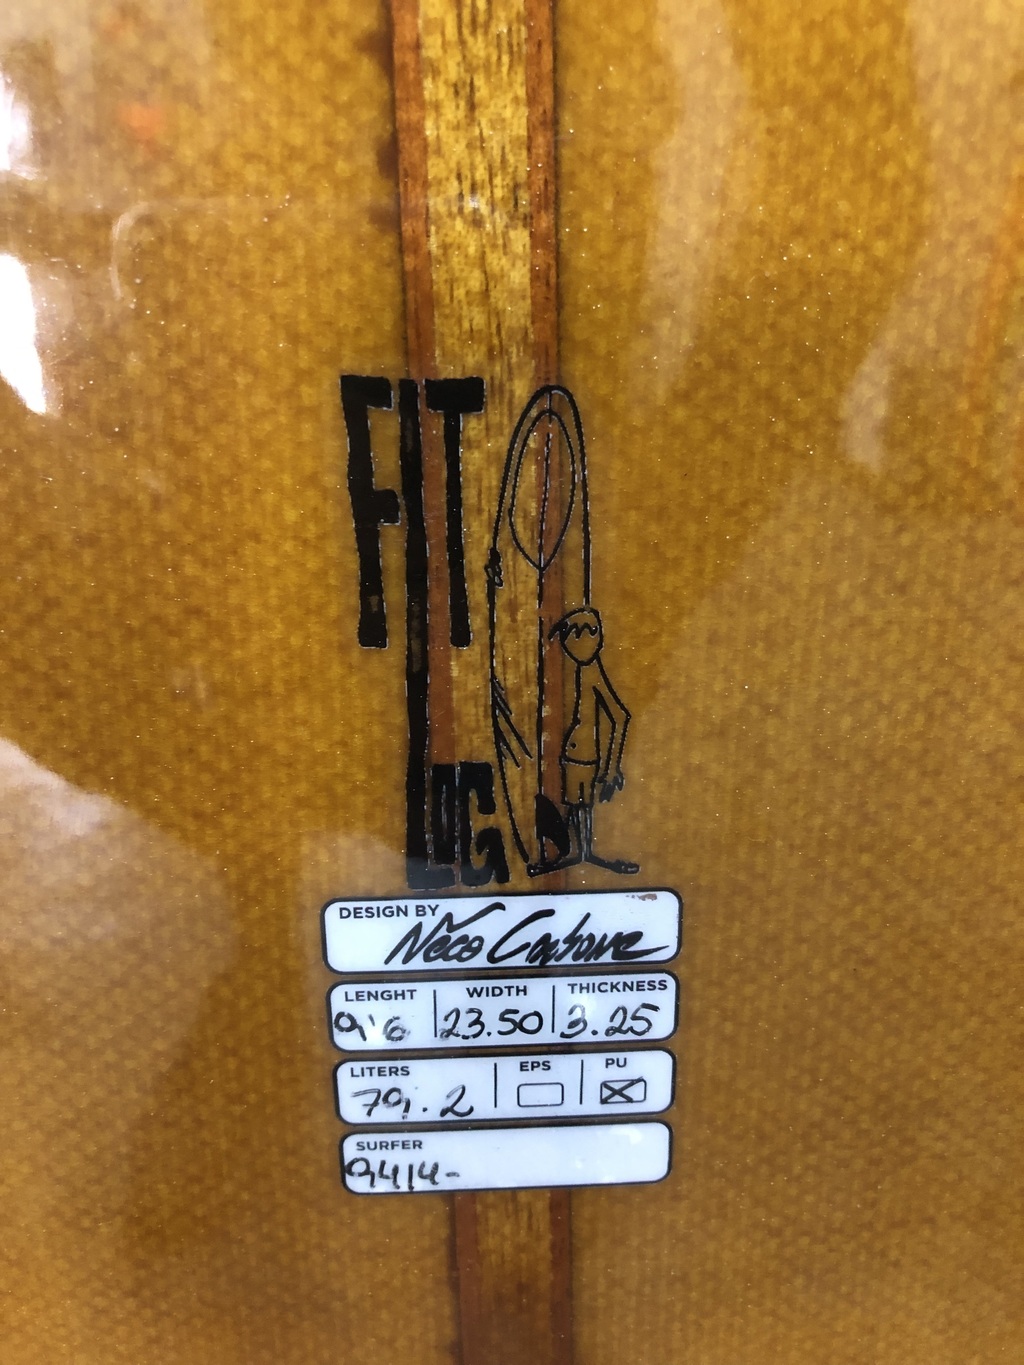 FIT
LOG
DESIGN BY Neco Carbone
LENGHT WIDTH THICKNESS
9'6 23.50 3.25
LITERS EPS PU
79.2
SURFER
9414-